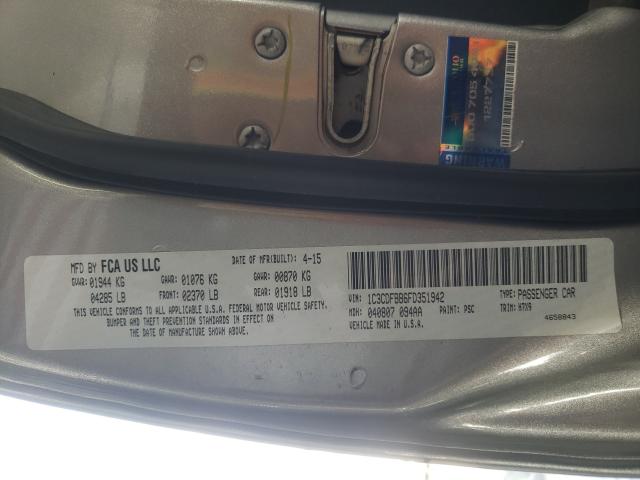 WARNING
MFD BY FCA US LLC
DATE OF MFR(BUILT): 4-15
GVWR: 01944 KG GAWR: 01076 KG GAWR: 00870 KG
04285 LB FRONT: 02370 LB REAR: 01918 LB
THIS VEHICLE CONFORMS TO ALL APPLICABLE U.S.A. FEDERAL MOTOR VEHICLE SAFETY,
BUMPER AND THEFT PREVENTION STANDARDS IN EFFECT ON
THE DATE OF MANUFACTURE SHOWN ABOVE.
VIN: 1C3CDFBB6FD351942 TYPE: PASSENGER CAR
MDH: 040807 094AA PAINT: PSC TRIM: H7X9
MADE IN U.S.A. 4658843